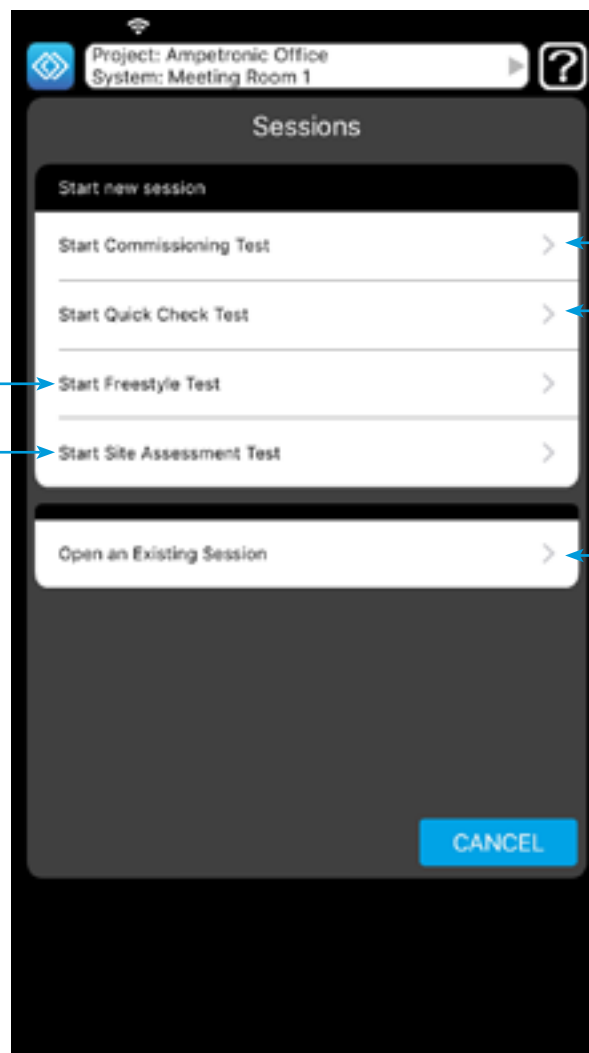 Project: Ampetronic Office
System: Meeting Room 1
?
Sessions
Start new session
Start Commissioning Test
Start Quick Check Test
Start Freestyle Test
Start Site Assessment Test
Open an Existing Session
CANCEL